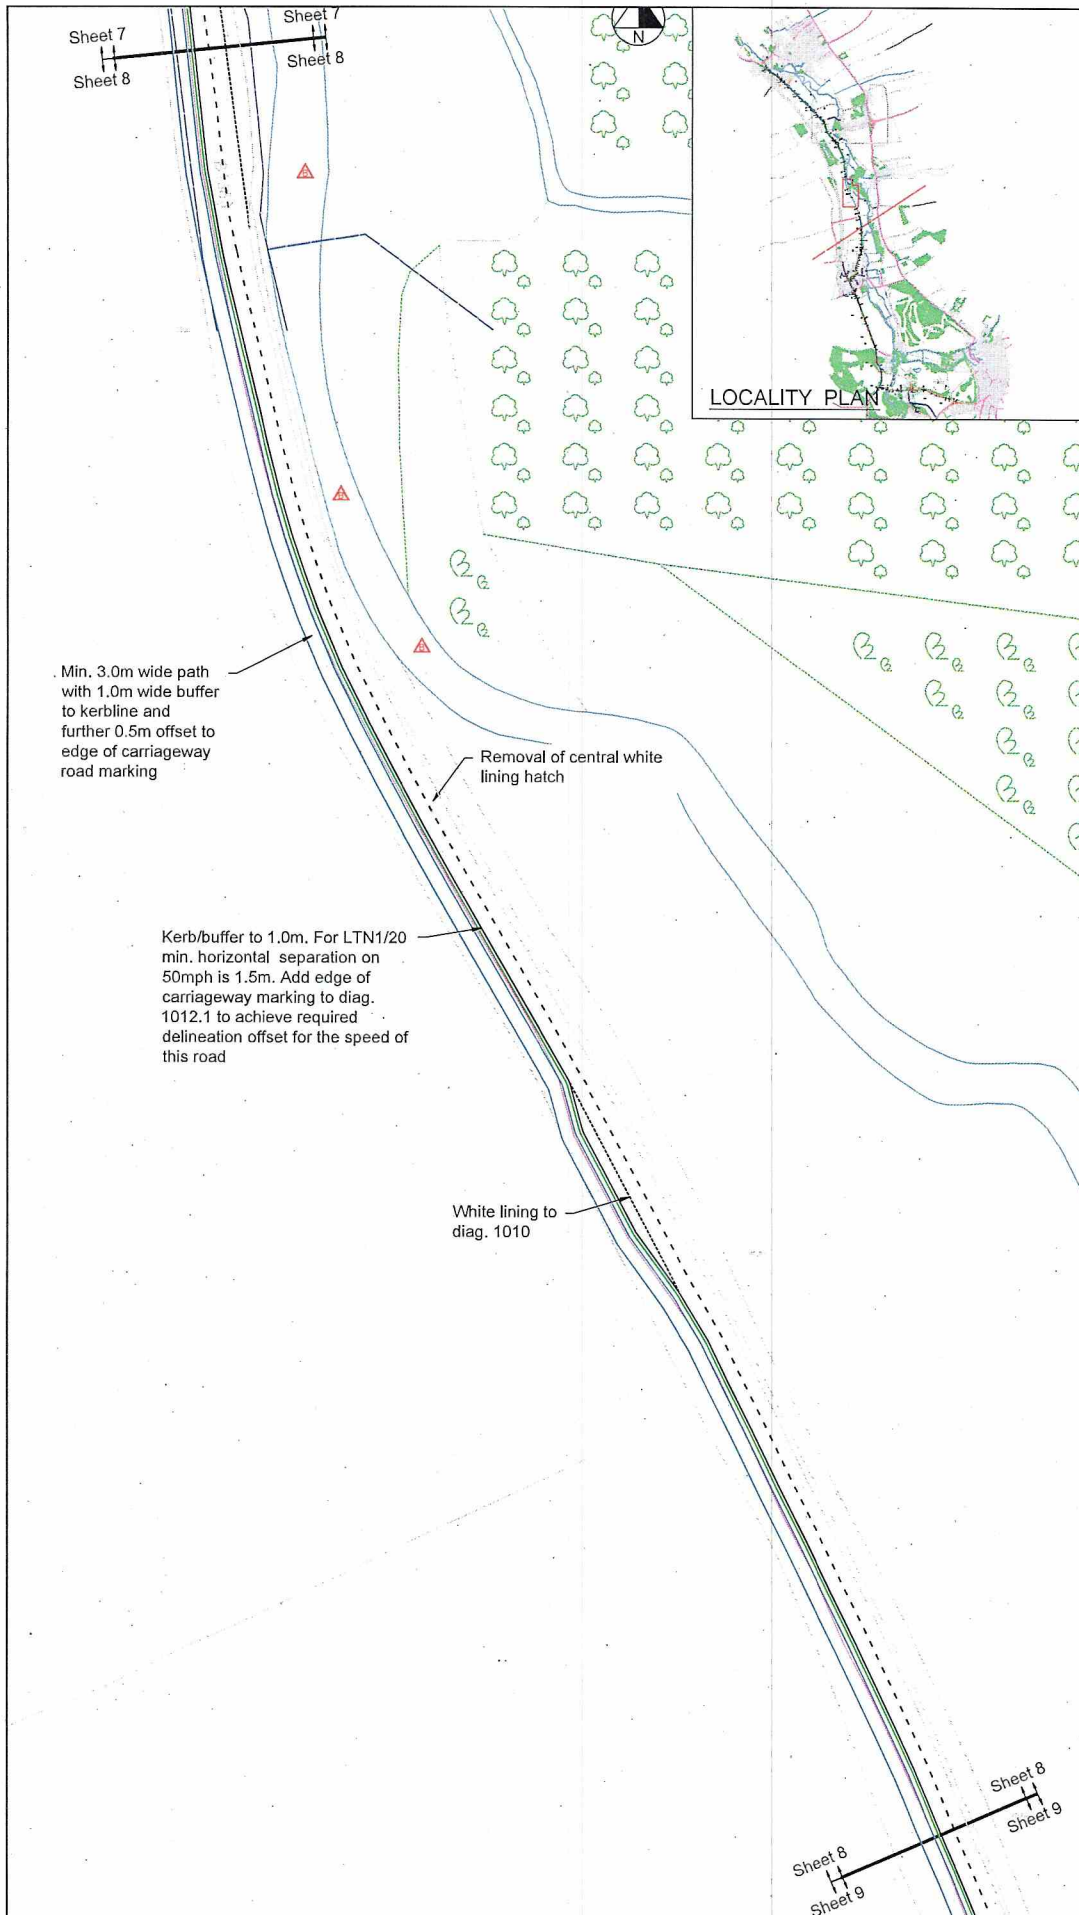 Sheet 7
Sheet 7
Sheet 8
Sheet 8
N
LOCALITY PLAN
Min. 3.0m wide path
with 1.0m wide buffer
to kerbline and
further 0.5m offset to
edge of carriageway
road marking
Removal of central white
lining hatch
Kerb/buffer to 1.0m. For LTN1/20
min. horizontal separation on
50mph is 1.5m. Add edge of
carriageway marking to diag.
1012.1 to achieve required
delineation offset for the speed of
this road
White lining to
diag. 1010
Sheet 8
Sheet 9
Sheet 8
Sheet 9